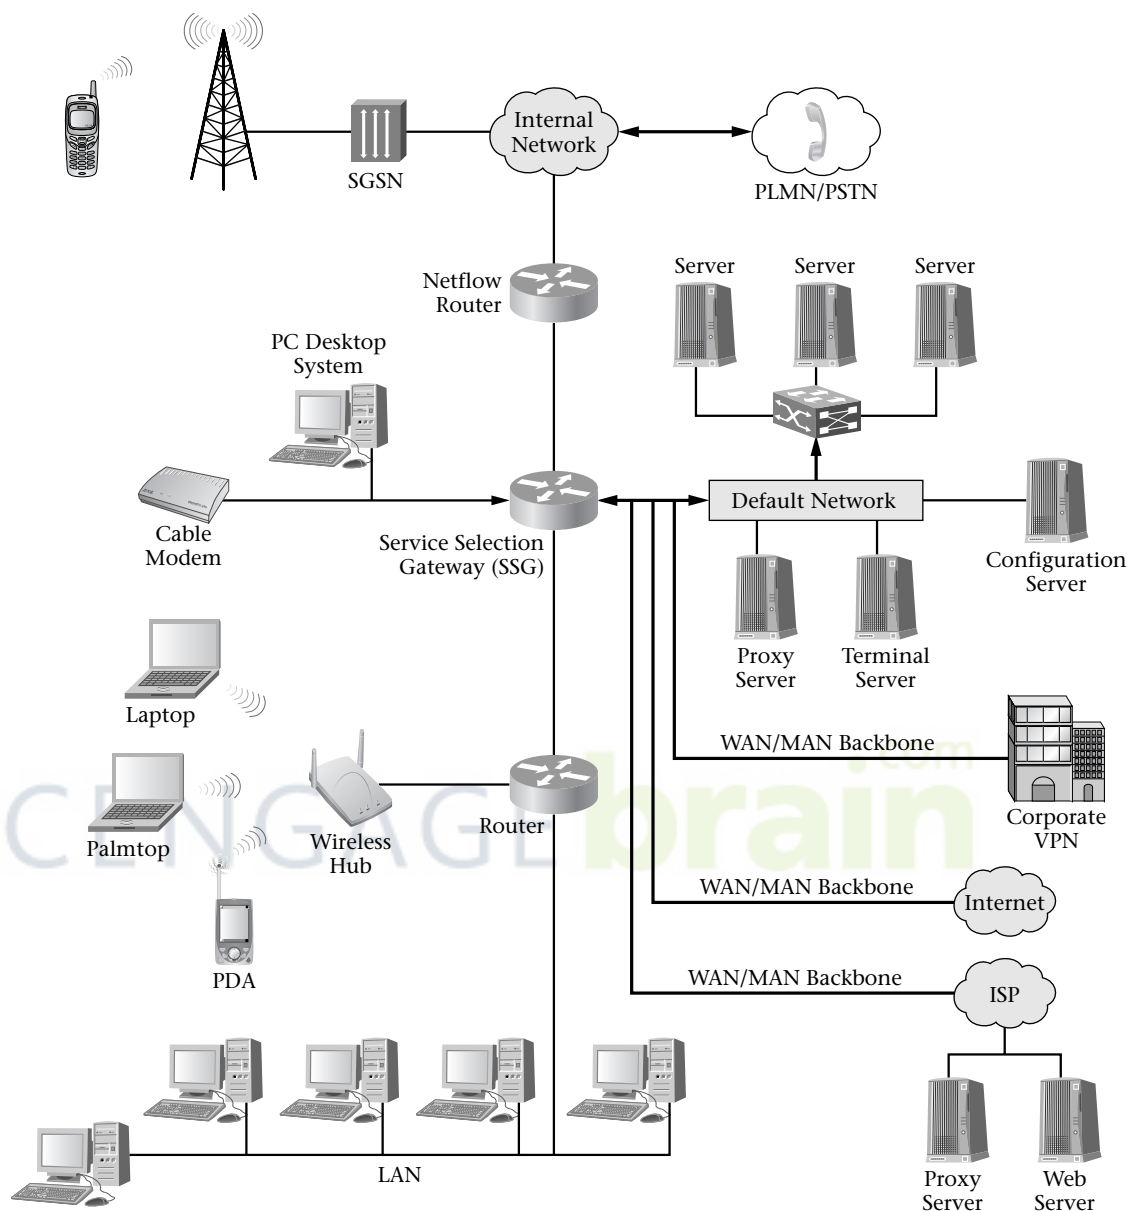 Internal
Network
SGSN
PLMN/PSTN
Netflow
Router
Server
Server
Server
PC Desktop
System
Default Network
Cable
Modem
Service Selection
Gateway (SSG)
Configuration
Server
Proxy
Server
Terminal
Server
Laptop
WAN/MAN Backbone
Palmtop
Wireless
Hub
Router
Corporate
VPN
CENGAGEbrain.com
WAN/MAN Backbone
Internet
PDA
WAN/MAN Backbone
ISP
LAN
Proxy
Server
Web
Server